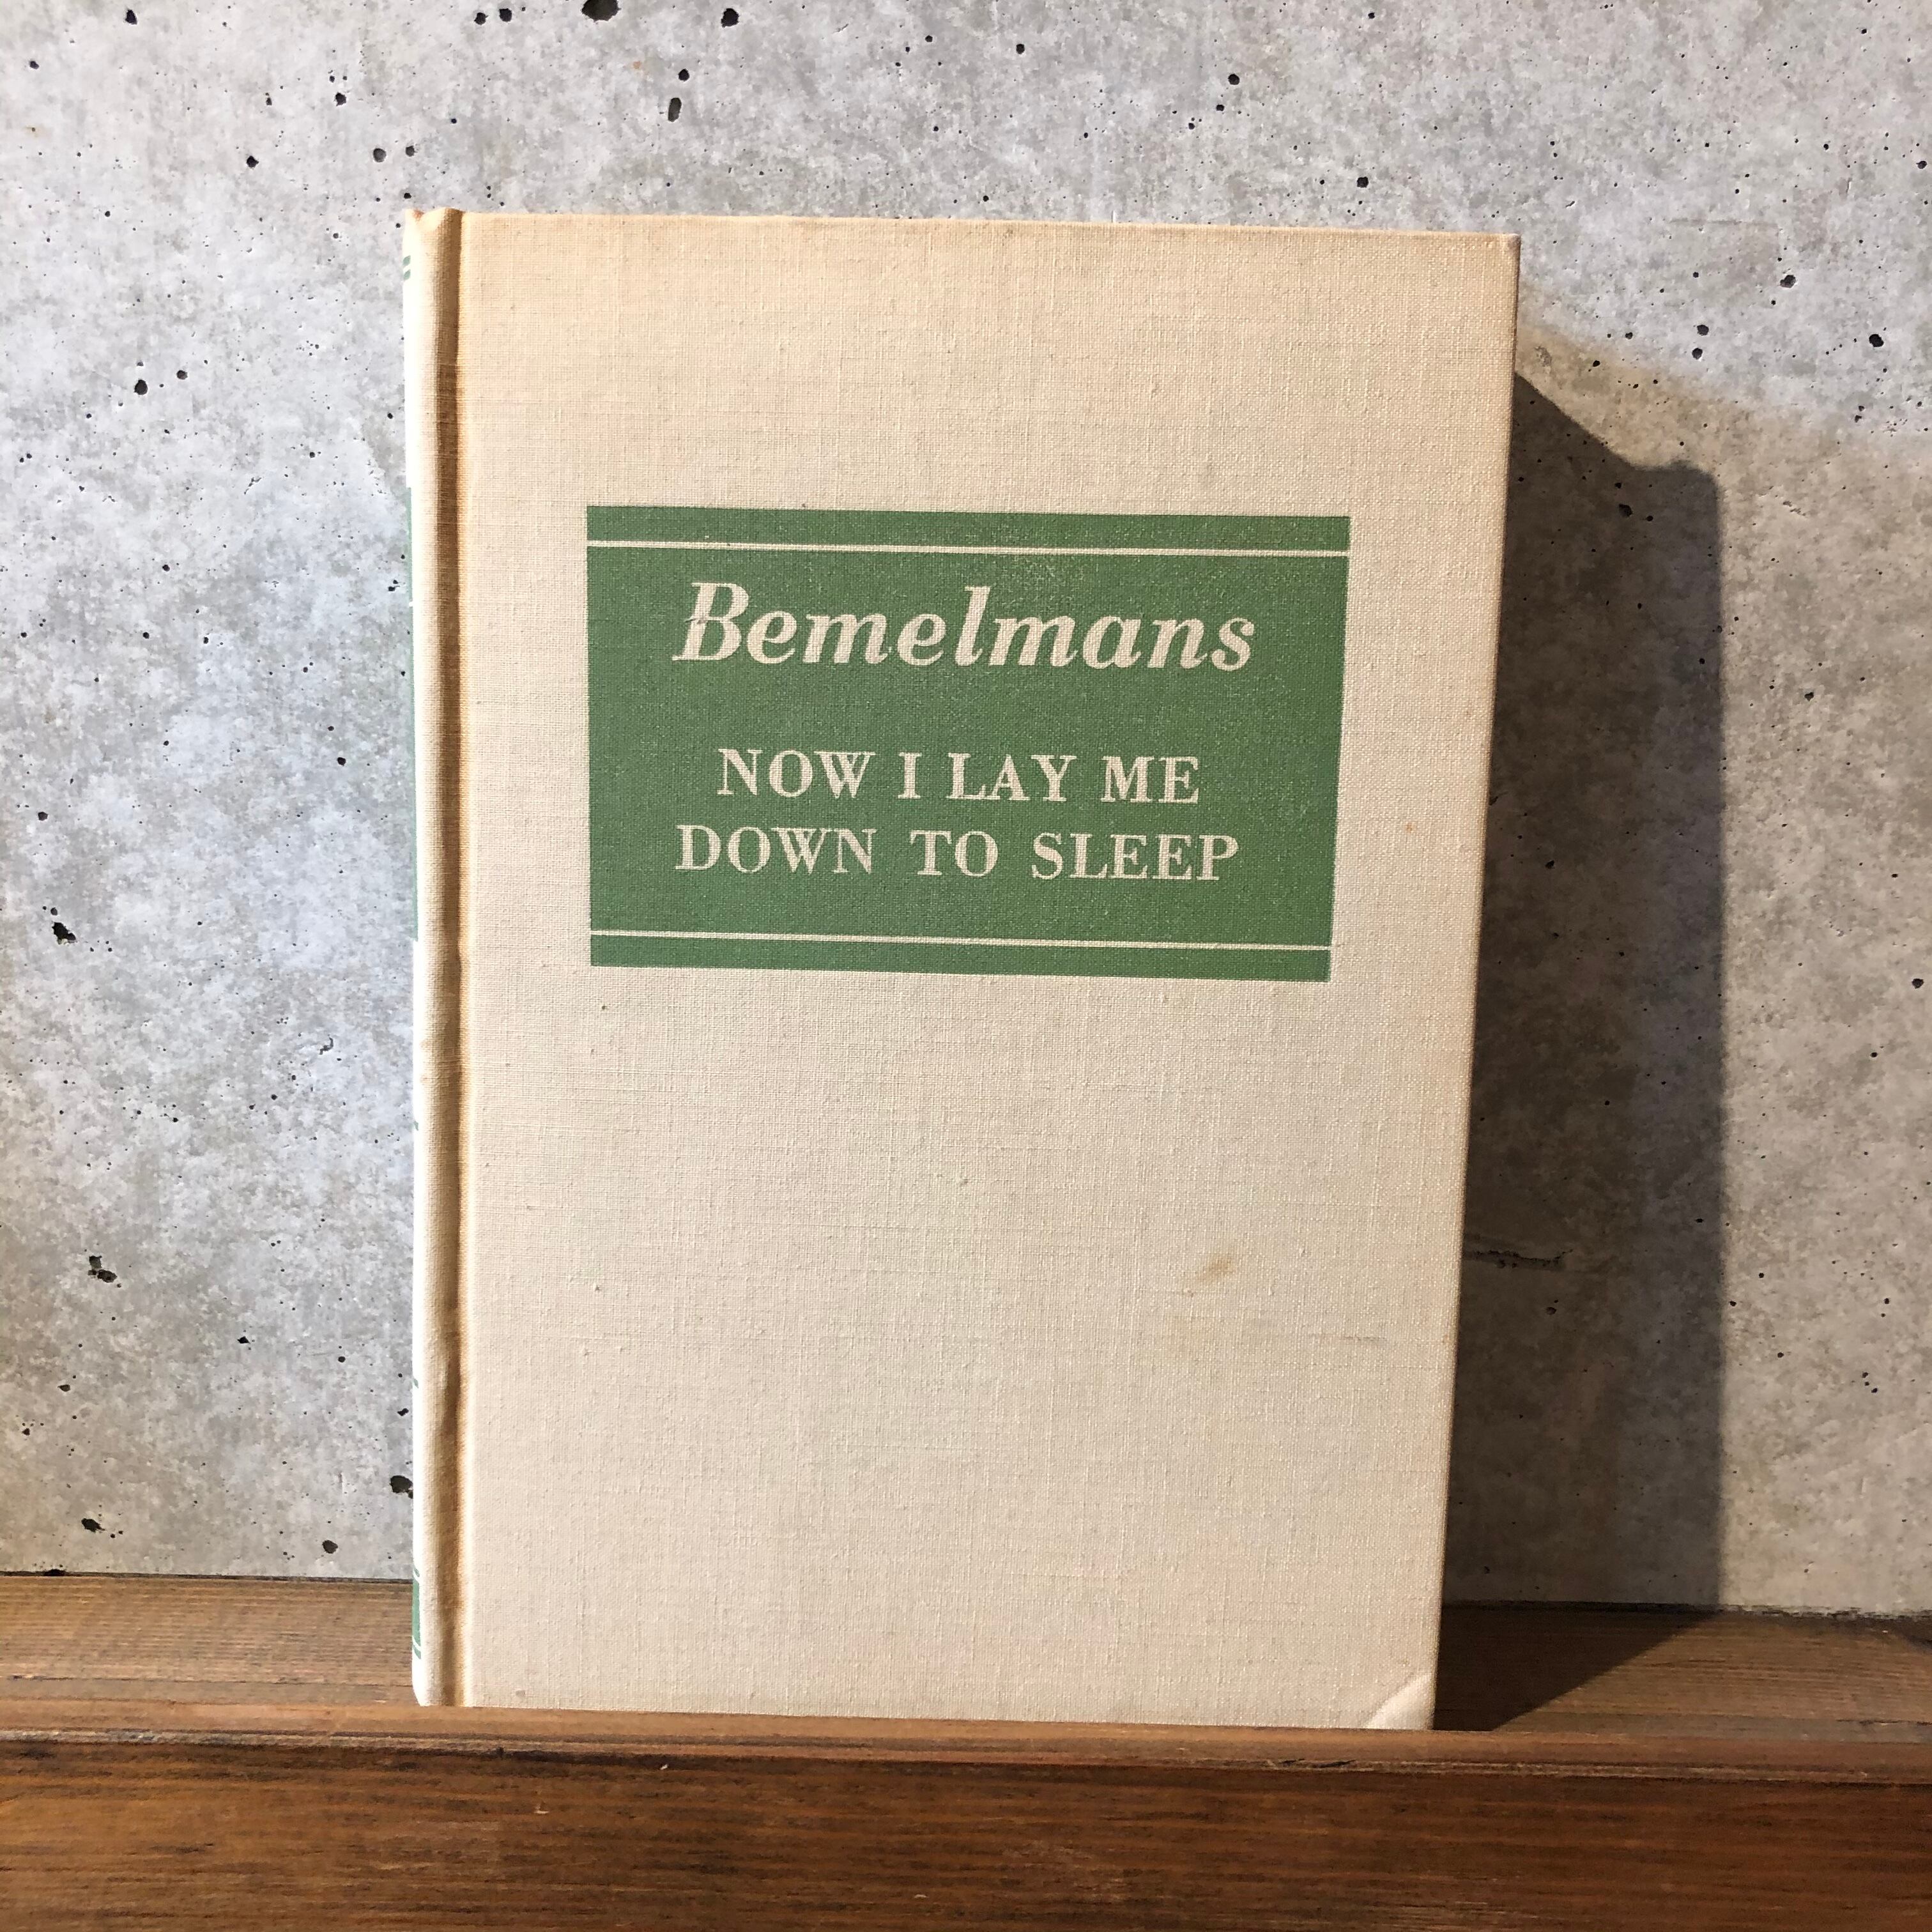 Bemelmans
NOW I LAY ME
DOWN TO SLEEP